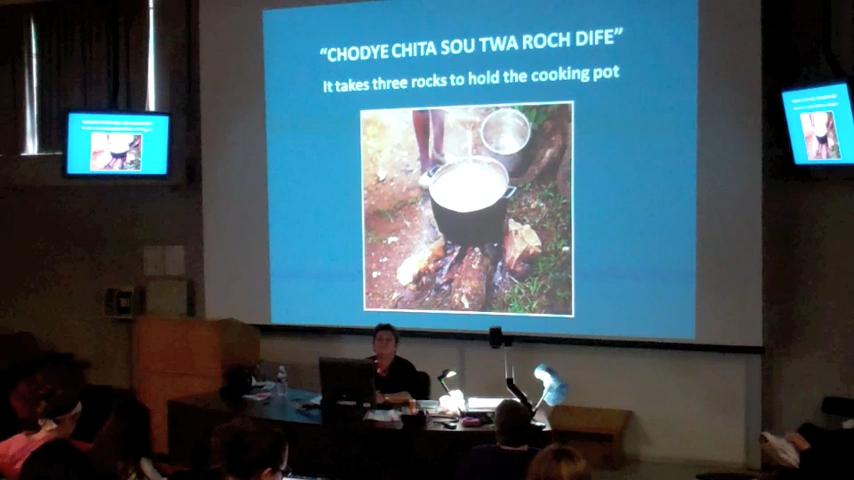 “CHODYE CHITA SOU TWA ROCH DIFE”
It takes three rocks to hold the cooking pot